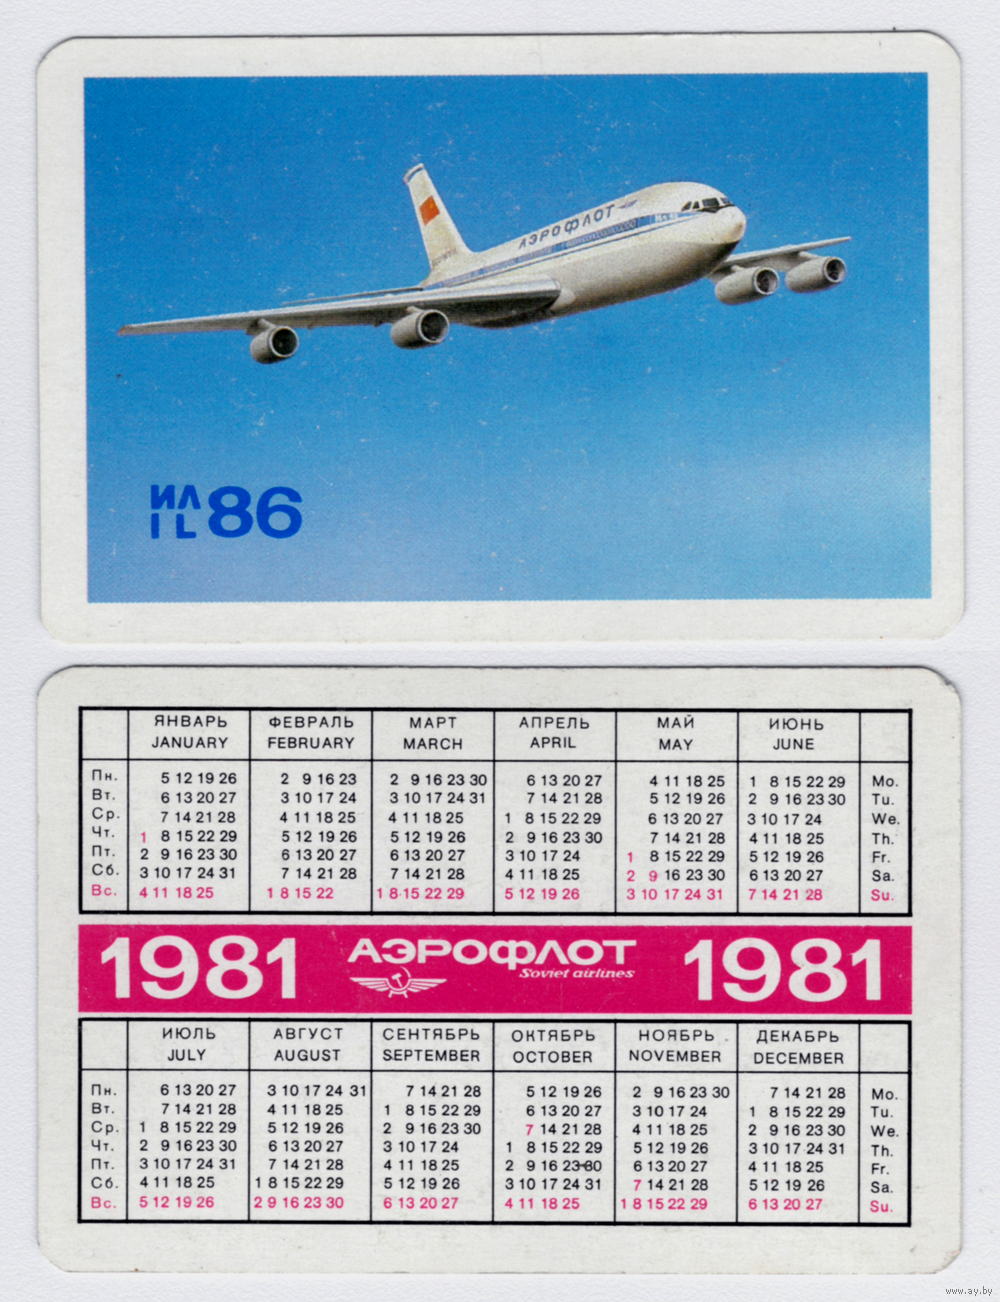 АЭРОФЛОТ
ИЛ
IL 86
ЯНВАРЬ ФЕВРАЛЬ МАРТ АПРЕЛЬ МАЙ ИЮНЬ
JANUARY FEBRUARY MARCH APRIL MAY JUNE
Пн. 5 12 19 26 2 9 16 23 2 9 16 23 30 6 13 20 27 4 11 18 25 1 8 15 22 29 Mo.
Вт. 6 13 20 27 3 10 17 24 3 10 17 24 31 7 14 21 28 5 12 19 26 2 9 16 23 30 Tu.
Ср. 7 14 21 28 4 11 18 25 4 11 18 25 1 8 15 22 29 6 13 20 27 3 10 17 24 We.
Чт. 1 8 15 22 29 5 12 19 26 5 12 19 26 2 9 16 23 30 7 14 21 28 4 11 18 25 Th.
Пт. 2 9 16 23 30 6 13 20 27 6 13 20 27 3 10 17 24 1 8 15 22 29 5 12 19 26 Fr.
Сб. 3 10 17 24 31 7 14 21 28 7 14 21 28 4 11 18 25 2 9 16 23 30 6 13 20 27 Sa.
Вс. 4 11 18 25 1 8 15 22 1 8 15 22 29 5 12 19 26 3 10 17 24 31 7 14 21 28 Su.
1981 АЭРОФЛОТ 1981
Soviet airlines
ИЮЛЬ АВГУСТ СЕНТЯБРЬ ОКТЯБРЬ НОЯБРЬ ДЕКАБРЬ
JULY AUGUST SEPTEMBER OCTOBER NOVEMBER DECEMBER
Пн. 6 13 20 27 3 10 17 24 31 7 14 21 28 5 12 19 26 2 9 16 23 30 7 14 21 28 Mo.
Вт. 7 14 21 28 4 11 18 25 1 8 15 22 29 6 13 20 27 3 10 17 24 1 8 15 22 29 Tu.
Ср. 1 8 15 22 29 5 12 19 26 2 9 16 23 30 7 14 21 28 4 11 18 25 2 9 16 23 30 We.
Чт. 2 9 16 23 30 6 13 20 27 3 10 17 24 1 8 15 22 29 5 12 19 26 3 10 17 24 31 Th.
Пт. 3 10 17 24 31 7 14 21 28 4 11 18 25 2 9 16 23 30 6 13 20 27 4 11 18 25 Fr.
Сб. 4 11 18 25 1 8 15 22 29 5 12 19 26 3 10 17 24 31 7 14 21 28 5 12 19 26 Sa.
Вс. 5 12 19 26 2 9 16 23 30 6 13 20 27 4 11 18 25 1 8 15 22 29 6 13 20 27 Su.
www.ay.by